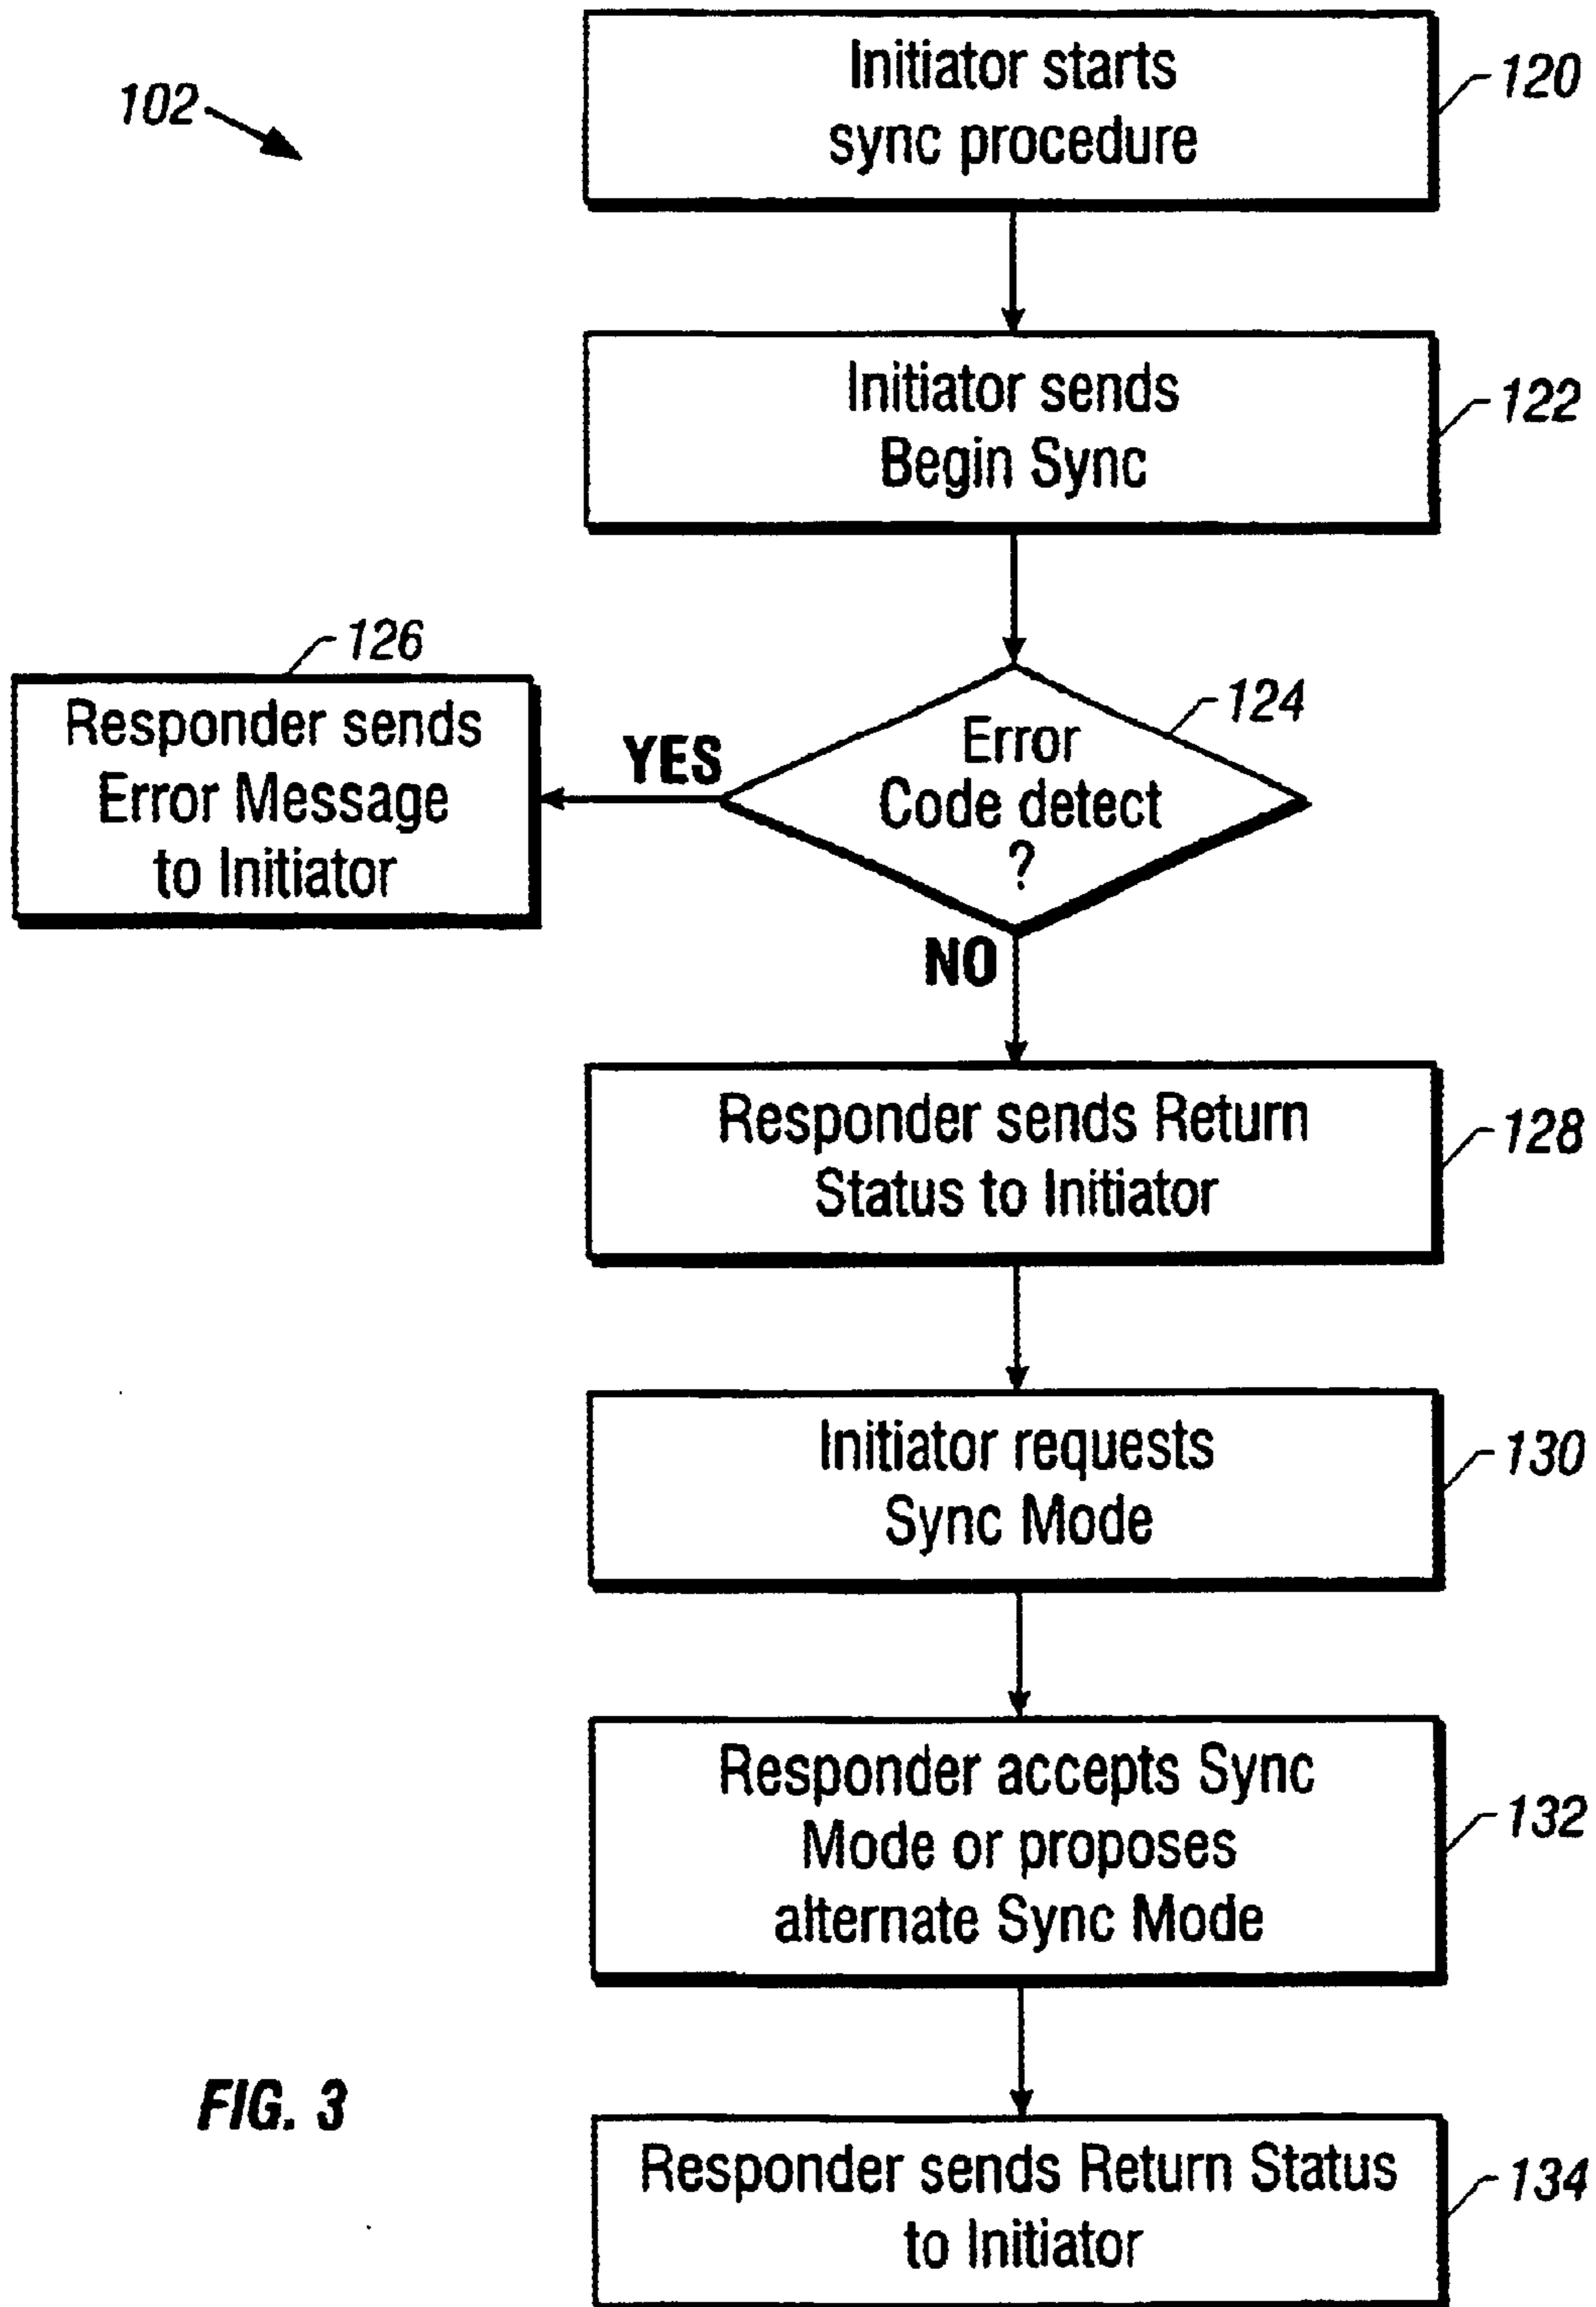 102
Initiator starts
sync procedure
120
Initiator sends
Begin Sync
122
126
Responder sends
Error Message
to Initiator
YES
Error
Code detect
?
124
NO
Responder sends Return
Status to Initiator
128
Initiator requests
Sync Mode
130
Responder accepts Sync
Mode or proposes
alternate Sync Mode
132
FIG. 3
Responder sends Return Status
to Initiator
134